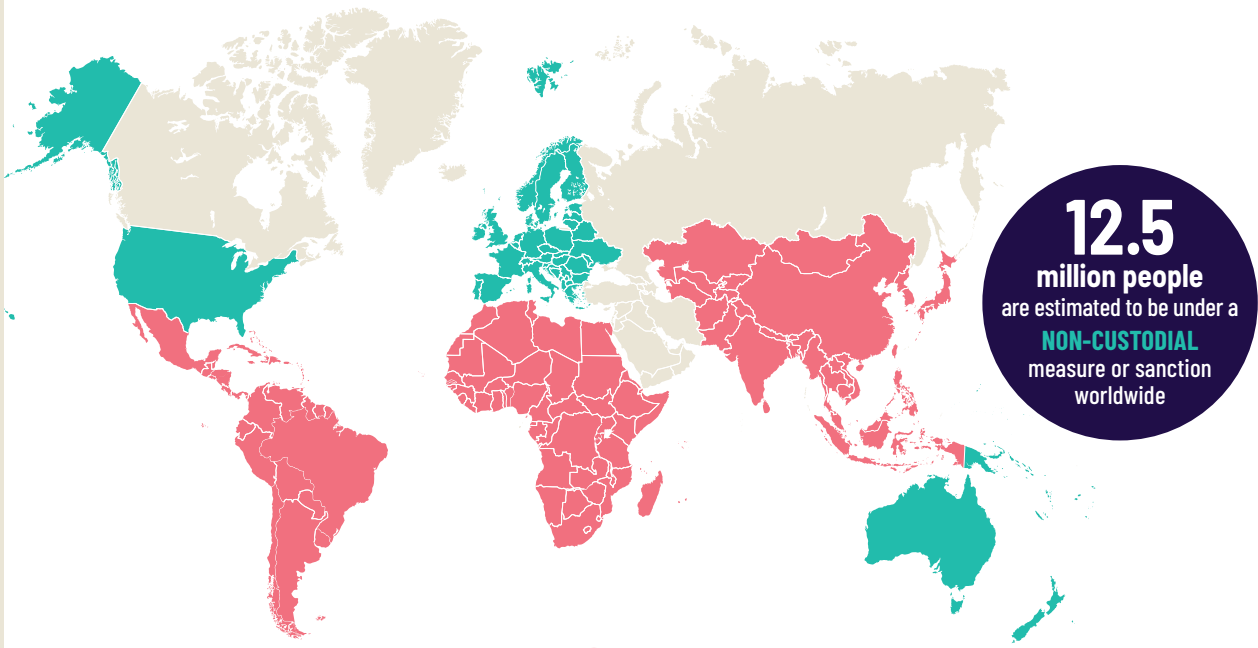 12.5
million people
are estimated to be under a
NON-CUSTODIAL
measure or sanction
worldwide